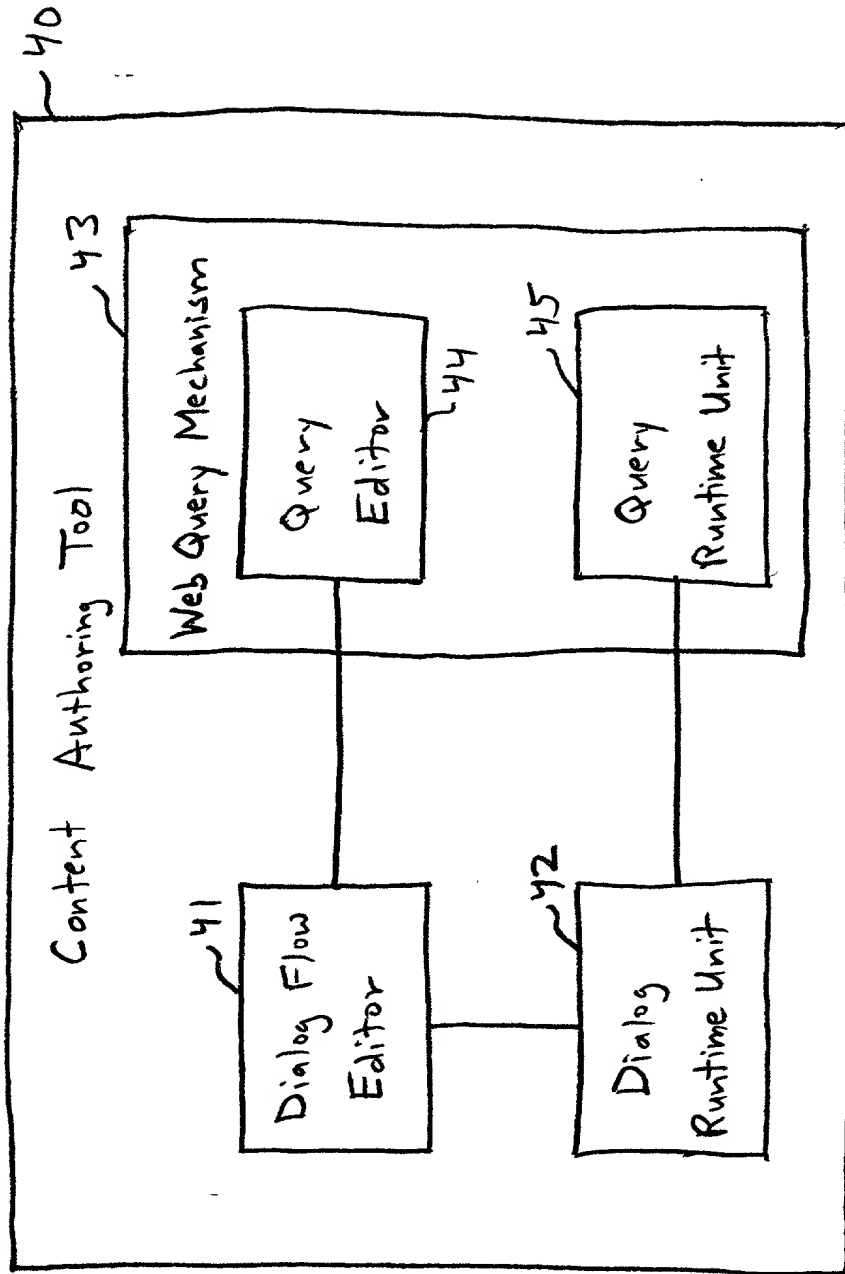 40
Content Authoring Tool
43
Web Query Mechanism
41
Dialog Flow
Editor
Query
Editor
44
42
Dialog
Runtime Unit
45
Query
Runtime Unit